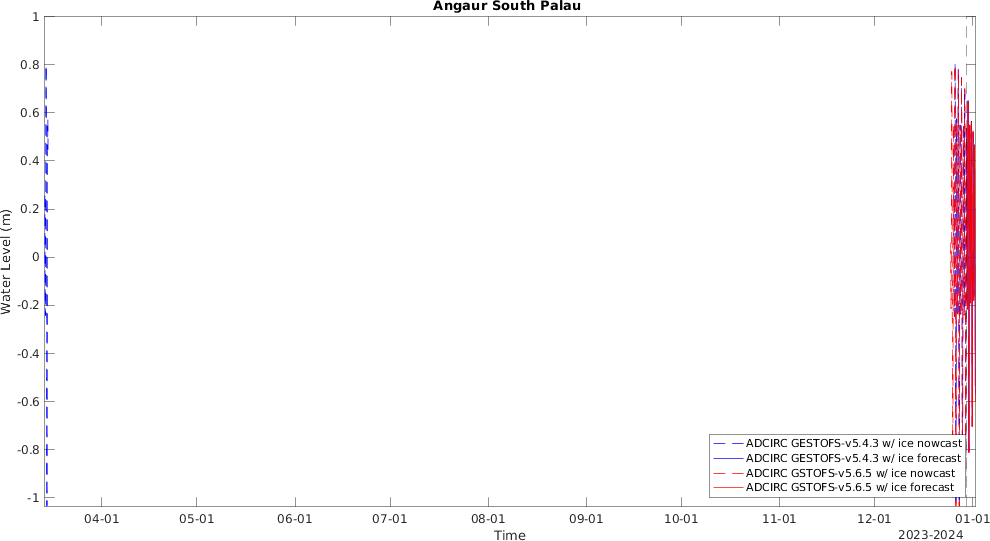 Angaur South Palau
1
0.8
0.6
0.4
0.2
0
-0.2
-0.4
-0.6
-0.8
-1
Water Level (m)
ADCIRC GESTOFS-v5.4.3 w/ ice nowcast
ADCIRC GESTOFS-v5.4.3 w/ ice forecast
ADCIRC GSTOFS-v5.6.5 w/ ice nowcast
ADCIRC GSTOFS-v5.6.5 w/ ice forecast
04-01 05-01 06-01 07-01 08-01 09-01 10-01 11-01 12-01 01-01
Time
2023-2024